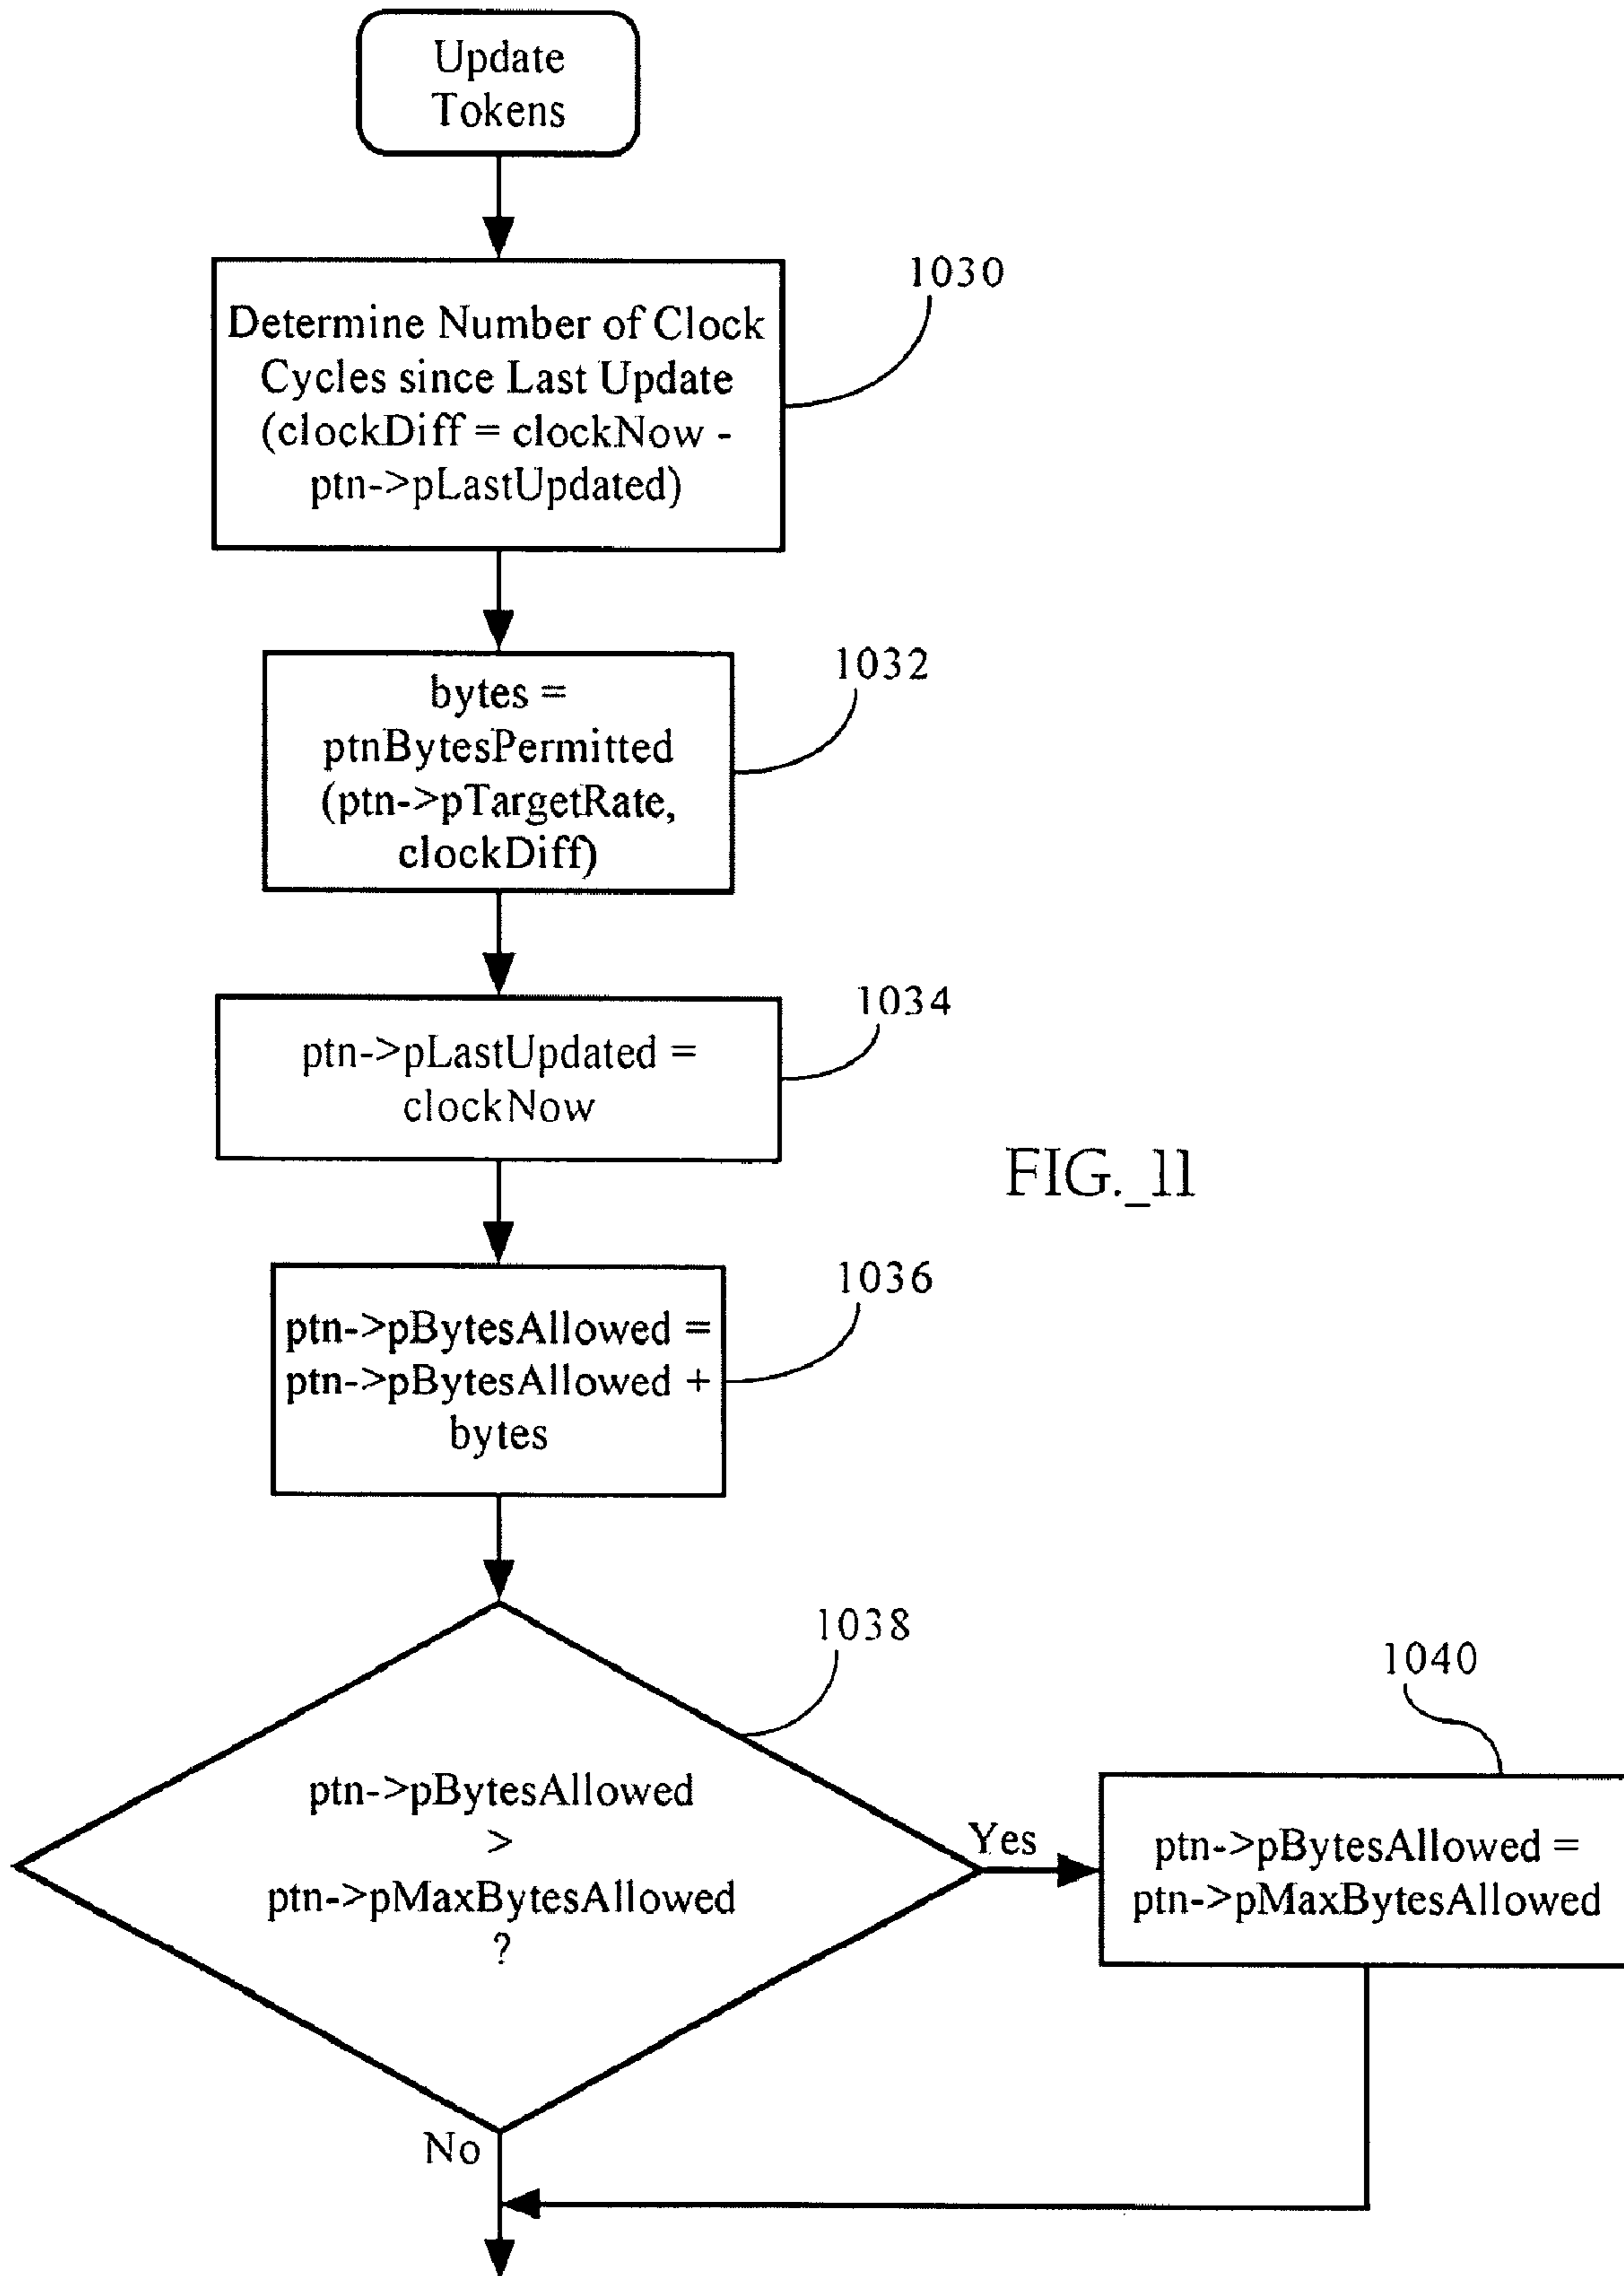 Update
Tokens
1030
Determine Number of Clock
Cycles since Last Update
(clockDiff = clockNow -
ptn->pLastUpdated)
1032
bytes =
ptnBytesPermitted
(ptn->pTargetRate,
clockDiff)
1034
ptn->pLastUpdated =
clockNow
FIG._11
1036
ptn->pBytesAllowed =
ptn->pBytesAllowed +
bytes
1038
ptn->pBytesAllowed
>
ptn->pMaxBytesAllowed
?
Yes
1040
ptn->pBytesAllowed =
ptn->pMaxBytesAllowed
No